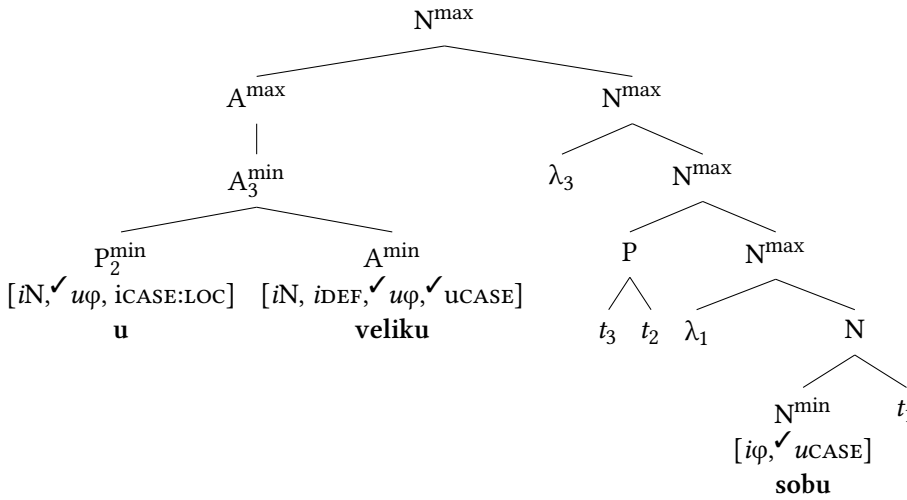 N^max
A^max N^max
A_3^min λ_3 N^max
P_2^min A^min P N^max
[iN,✓uφ, iCASE:LOC] [iN, iDEF,✓uφ,✓uCASE]
u veliku t_3 t_2 λ_1 N
N^min
[iφ,✓uCASE]
sobu